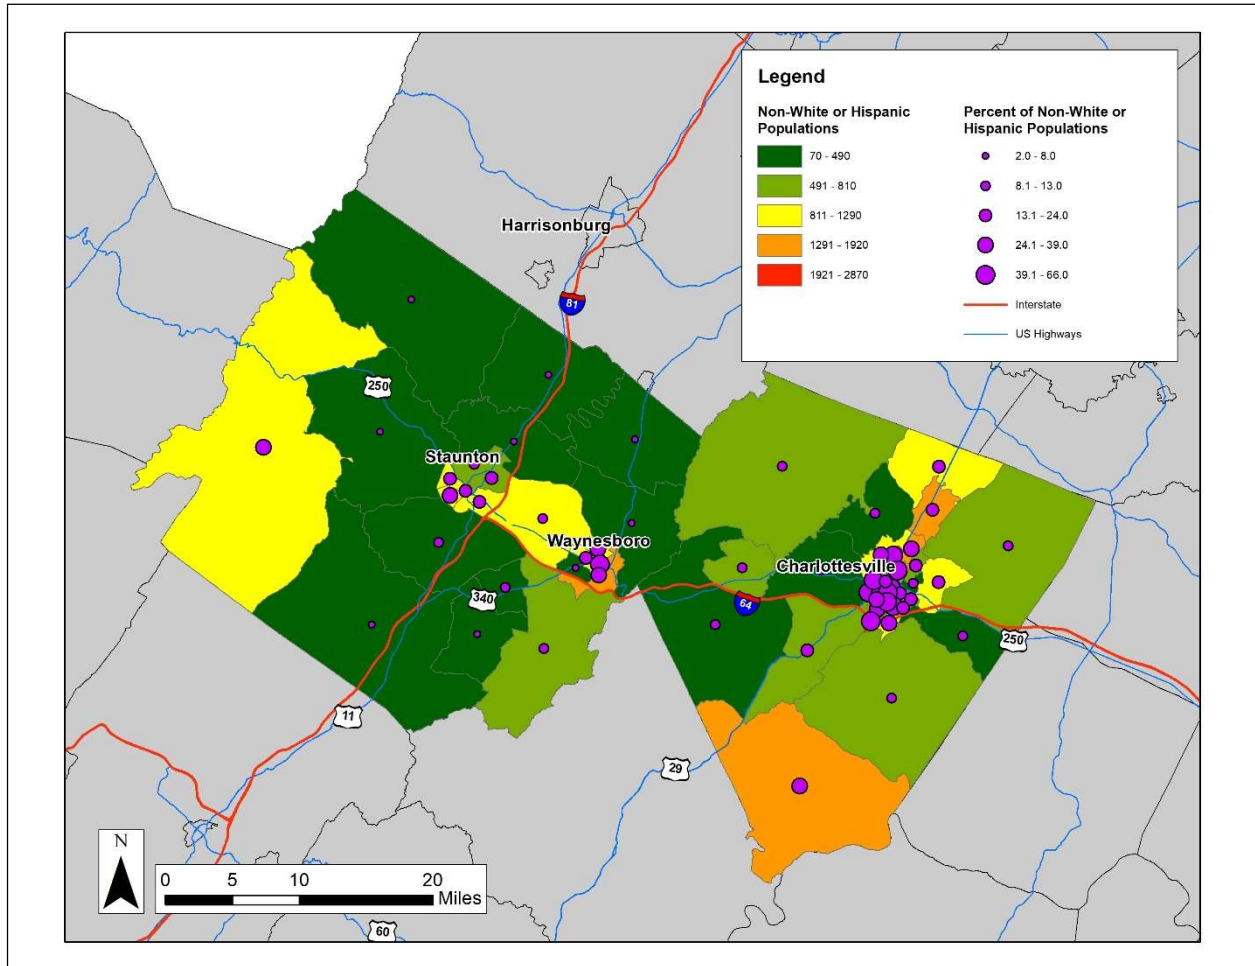 Legend
Non-White or Hispanic
Populations
70 - 490
491 - 810
811 - 1290
1291 - 1920
1921 - 2870
Percent of Non-White or
Hispanic Populations
2.0 - 8.0
8.1 - 13.0
13.1 - 24.0
24.1 - 39.0
39.1 - 66.0
Interstate
US Highways
Harrisonburg
81
250
Staunton
Waynesboro
Charlottesville
340
64
250
11
29
N
0 5 10 20
Miles
60